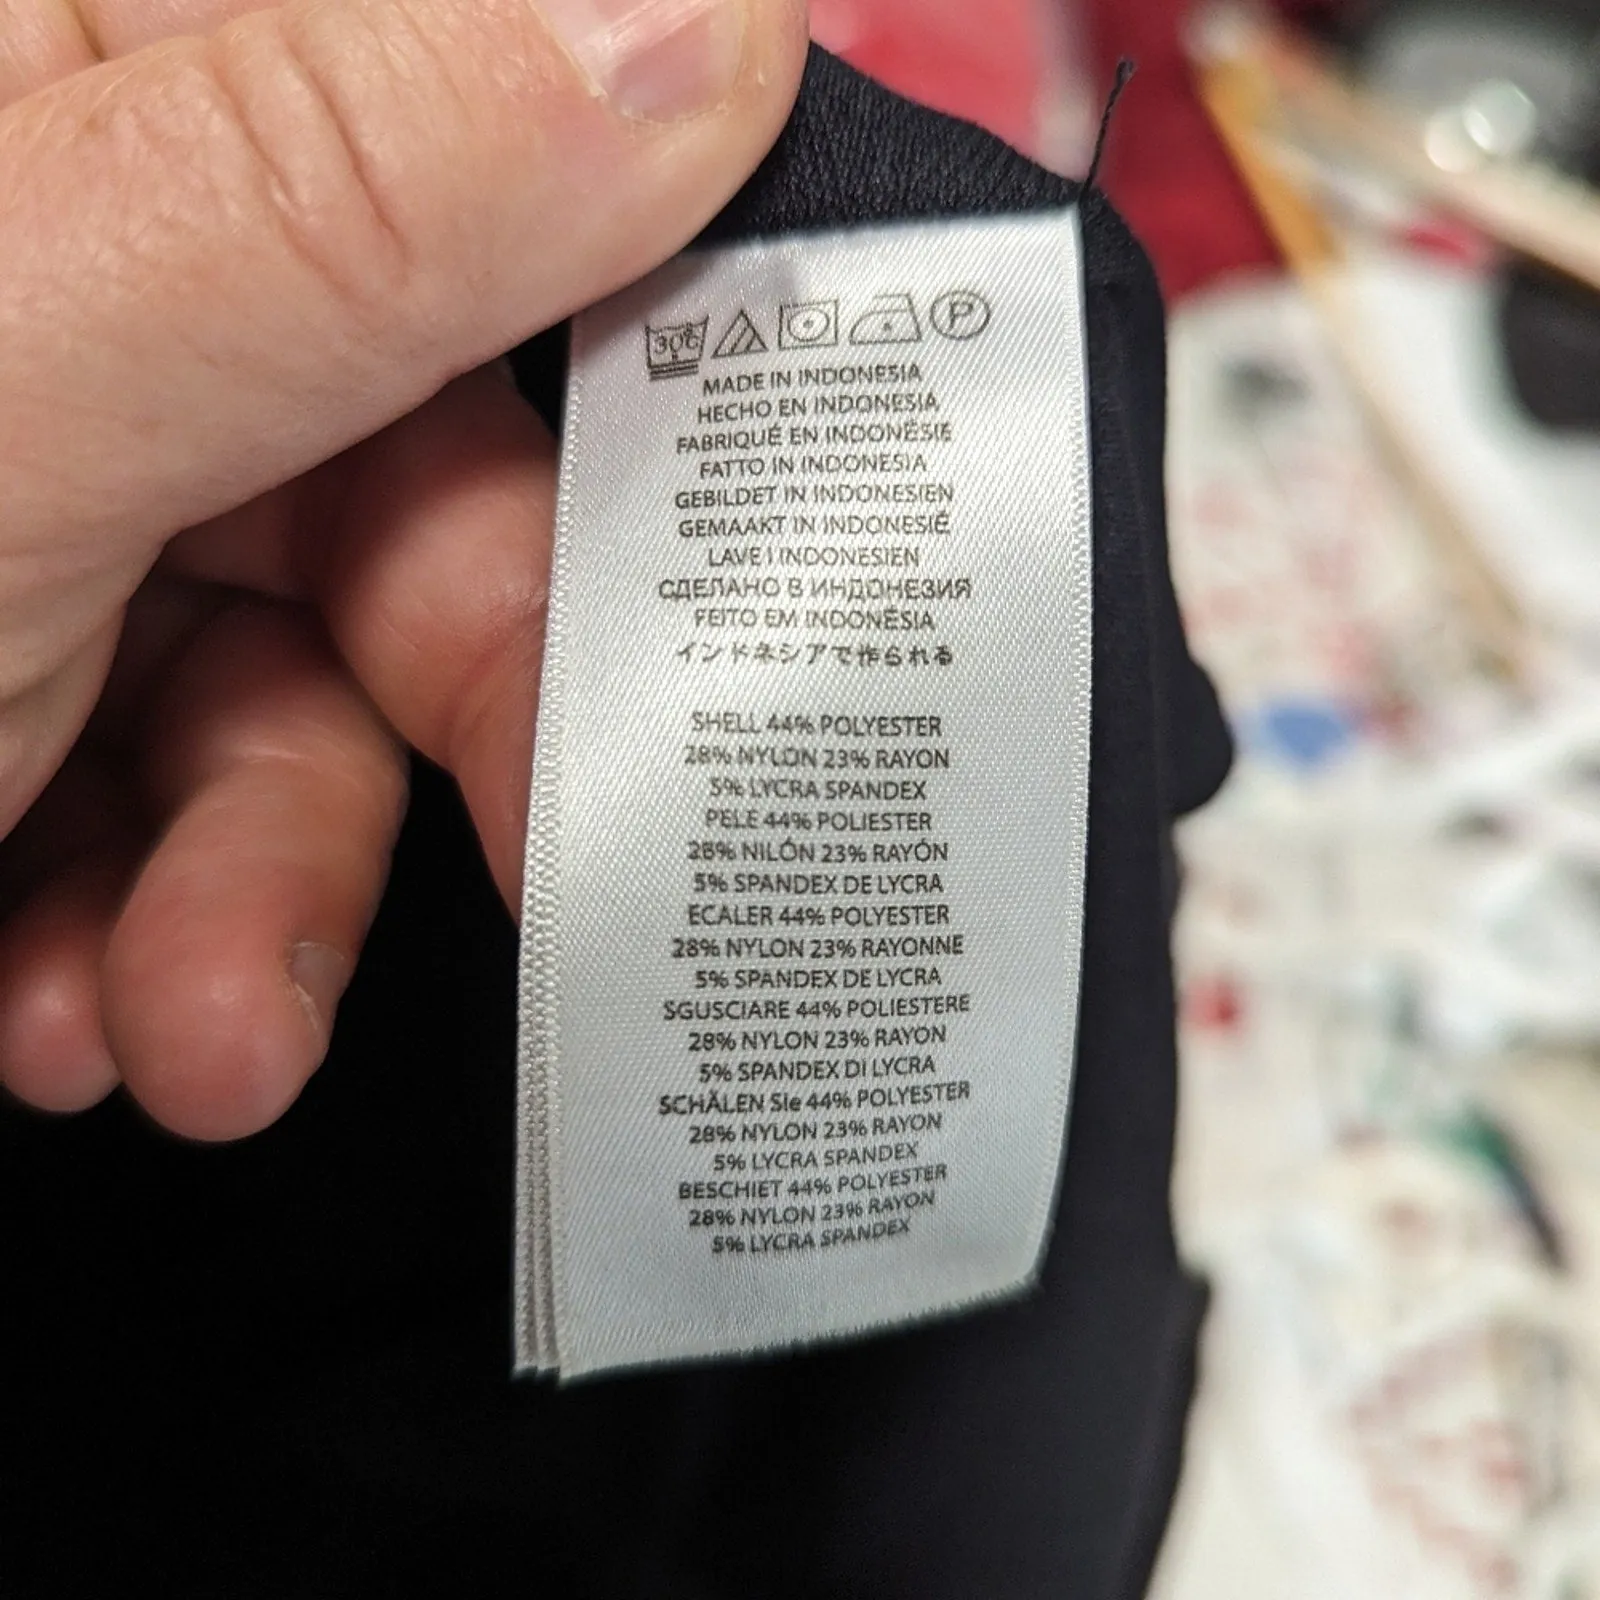 30c P
MADE IN INDONESIA
HECHO EN INDONESIA
FABRIQUÉ EN INDONÉSIE
FATTO IN INDONESIA
GEBILDET IN INDONESIEN
GEMAAKT IN INDONESIË
LAVE I INDONESIEN
СДЕЛАНО В ИНДОНЕЗИЯ
FEITO EM INDONÉSIA
インドネシアで作られる
SHELL 44% POLYESTER
28% NYLON 23% RAYON
5% LYCRA SPANDEX
PELE 44% POLIESTER
28% NILÓN 23% RAYÓN
5% SPANDEX DE LYCRA
ECALER 44% POLYESTER
28% NYLON 23% RAYONNE
5% SPANDEX DE LYCRA
SGUSCIARE 44% POLIESTERE
28% NYLON 23% RAYON
5% SPANDEX DI LYCRA
SCHÄLEN Sie 44% POLYESTER
28% NYLON 23% RAYON
5% LYCRA SPANDEX
BESCHIET 44% POLYESTER
28% NYLON 23% RAYON
5% LYCRA SPANDEX